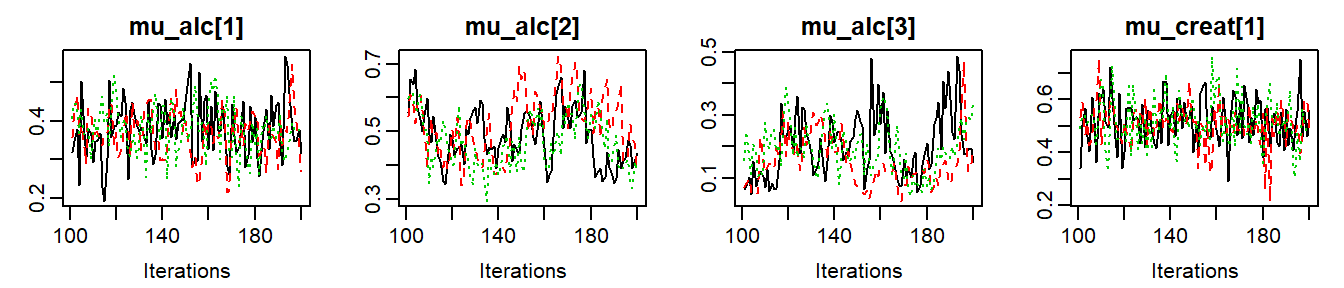 mu_alc[1]
0.2 0.4
100 140 180
Iterations
mu_alc[2]
0.3 0.5 0.7
100 140 180
Iterations
mu_alc[3]
0.1 0.3 0.5
100 140 180
Iterations
mu_creat[1]
0.2 0.4 0.6
100 140 180
Iterations